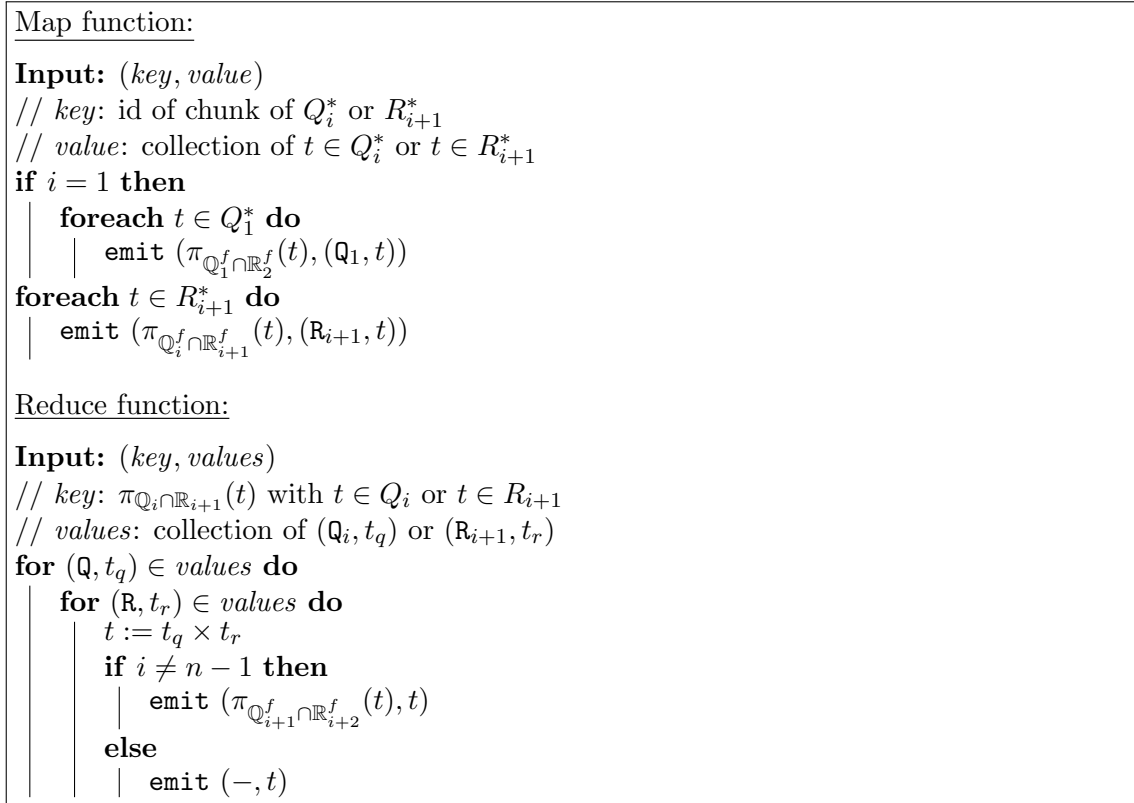 Map function:
Input: (key, value)
// key: id of chunk of Q*_i or R*_{i+1}
// value: collection of t ∈ Q*_i or t ∈ R*_{i+1}
if i = 1 then
foreach t ∈ Q*_1 do
emit (π_{ℚ^f_1∩ℝ^f_2}(t), (Q_1, t))
foreach t ∈ R*_{i+1} do
emit (π_{ℚ^f_i∩ℝ^f_{i+1}}(t), (R_{i+1}, t))
Reduce function:
Input: (key, values)
// key: π_{ℚ_i∩ℝ_{i+1}}(t) with t ∈ Q_i or t ∈ R_{i+1}
// values: collection of (Q_i, t_q) or (R_{i+1}, t_r)
for (Q, t_q) ∈ values do
for (R, t_r) ∈ values do
t := t_q × t_r
if i ≠ n − 1 then
emit (π_{ℚ^f_{i+1}∩ℝ^f_{i+2}}(t), t)
else
emit (−, t)